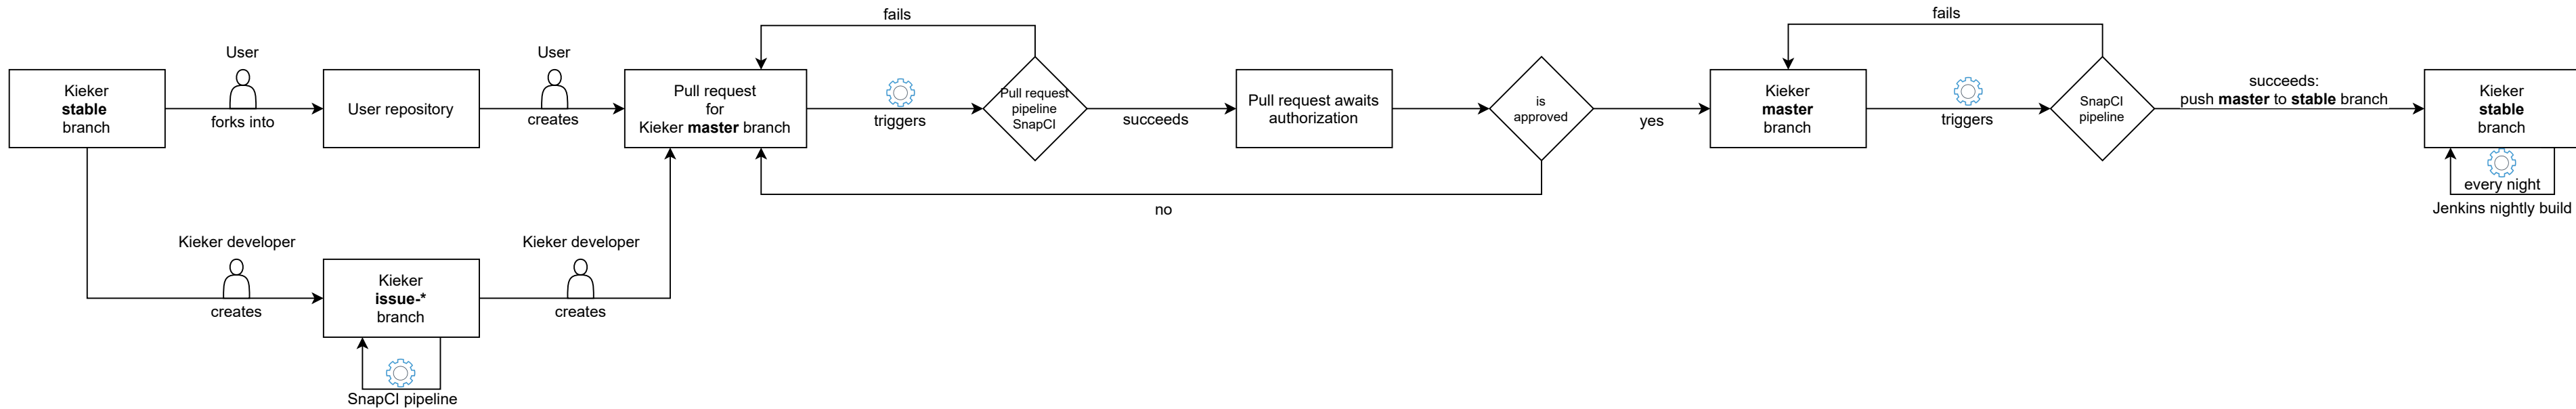 fails
fails
User
User
Kieker
stable
branch
forks into
User repository
creates
Pull request
for
Kieker master branch
triggers
Pull request
pipeline
SnapCI
succeeds
Pull request awaits
authorization
is
approved
yes
Kieker
master
branch
triggers
SnapCI
pipeline
succeeds:
push master to stable branch
Kieker
stable
branch
every night
Jenkins nightly build
no
Kieker developer
Kieker developer
creates
Kieker
issue-*
branch
creates
SnapCI pipeline